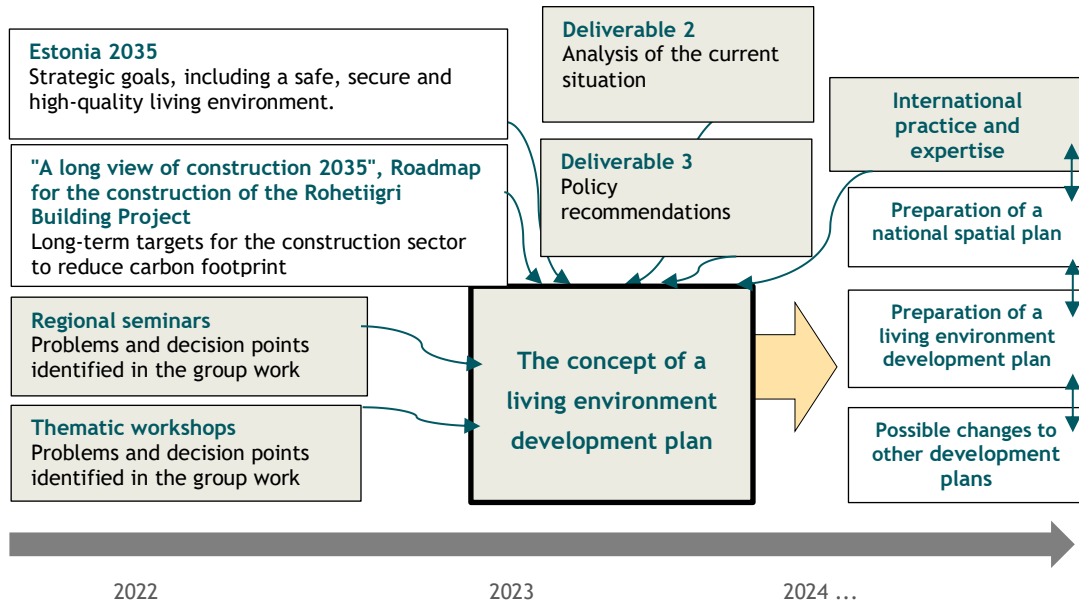 Estonia 2035
Strategic goals, including a safe, secure and
high-quality living environment.
"A long view of construction 2035", Roadmap
for the construction of the Rohetiigri
Building Project
Long-term targets for the construction sector
to reduce carbon footprint
Regional seminars
Problems and decision points
identified in the group work
Thematic workshops
Problems and decision points
identified in the group work
Deliverable 2
Analysis of the current
situation
Deliverable 3
Policy
recommendations
The concept of a
living environment
development plan
International
practice and
expertise
Preparation of a
national spatial plan
Preparation of a
living environment
development plan
Possible changes to
other development
plans
2022
2023
2024 ...